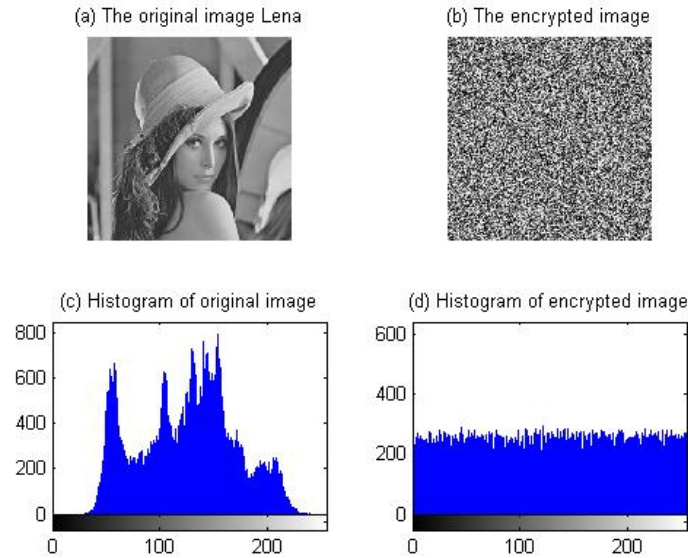 (a) The original image Lena
(b) The encrypted image
(c) Histogram of original image
(d) Histogram of encrypted image
800
600
400
200
0
0 100 200
600
400
200
0
0 100 200